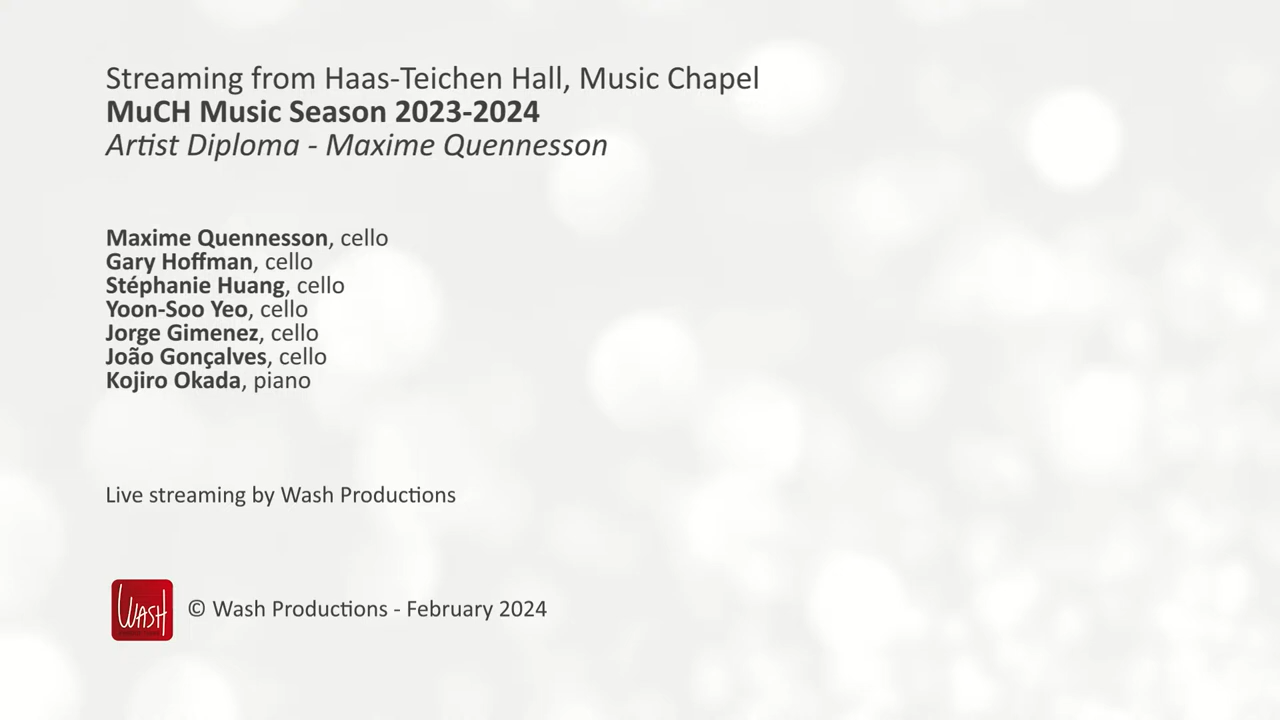 Streaming from Haas-Teichen Hall, Music Chapel
MuCH Music Season 2023-2024
Artist Diploma - Maxime Quennesson
Maxime Quennesson, cello
Gary Hoffman, cello
Stéphanie Huang, cello
Yoon-Soo Yeo, cello
Jorge Gimenez, cello
João Gonçalves, cello
Kojiro Okada, piano
Live streaming by Wash Productions
WASH
© Wash Productions - February 2024